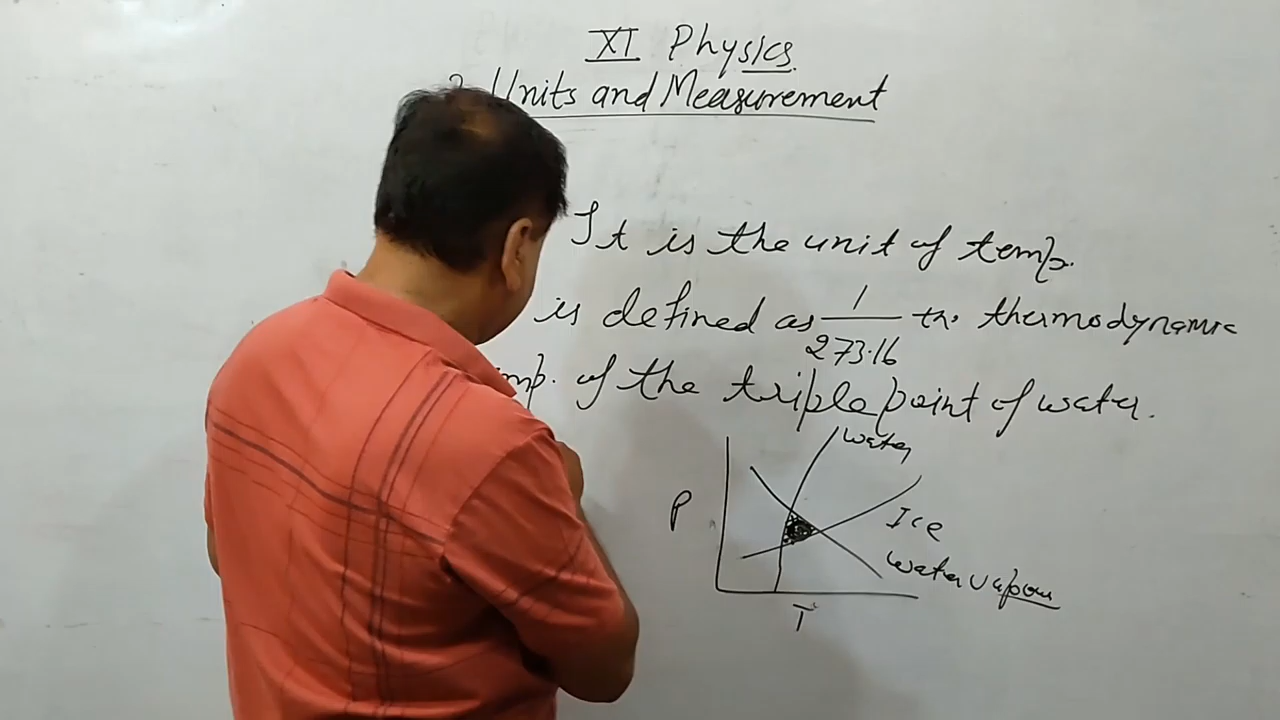 XI Physics
Units and Measurement
It is the unit of temp.
is defined as 1/273.16 th. thermodynamic
mp. of the triple point of water.
water
P
Ice
water vapour
T